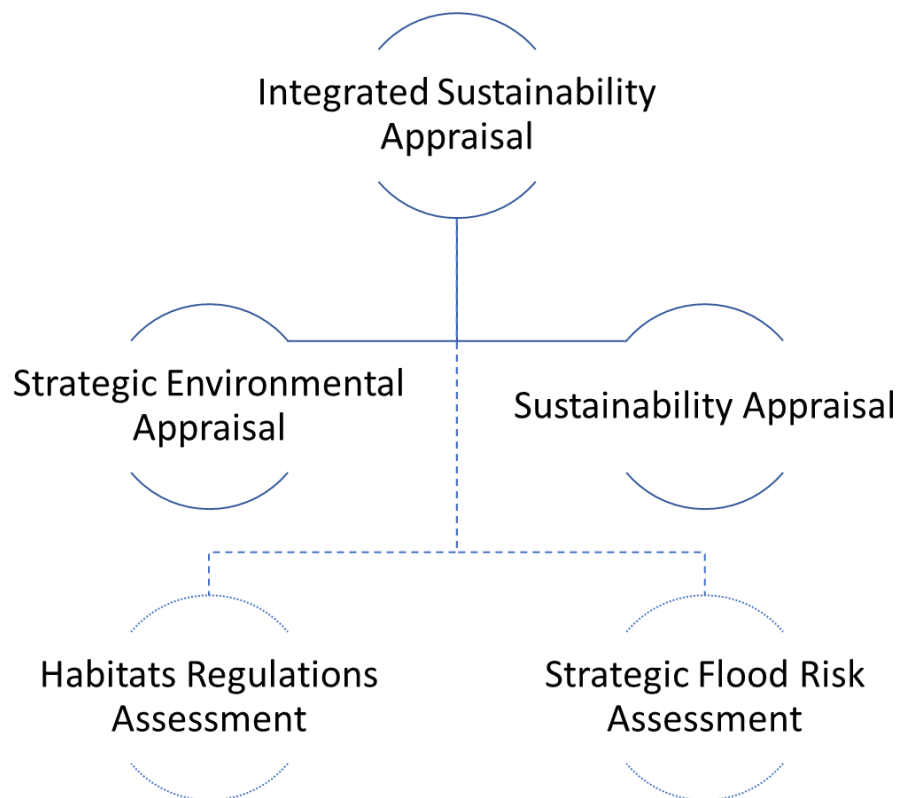 Integrated Sustainability
Appraisal
Strategic Environmental
Appraisal
Sustainability Appraisal
Habitats Regulations
Assessment
Strategic Flood Risk
Assessment